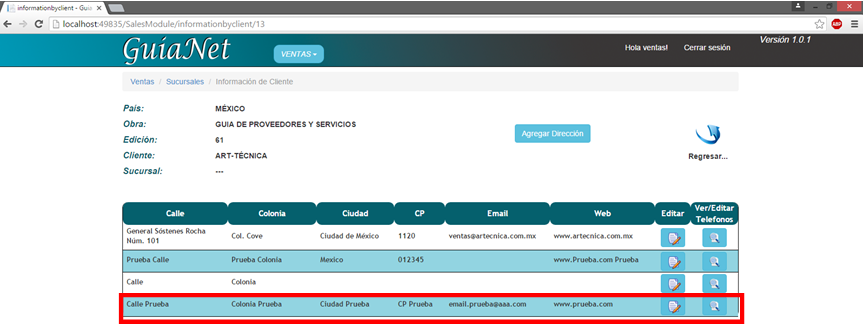 informationbyclient - Guía
localhost:49835/SalesModule/informationbyclient/13
GuíaNet
VENTAS
Hola ventas!
Cerrar sesión
Versión 1.0.1
Ventas / Sucursales / Información de Cliente
País: MÉXICO
Obra: GUIA DE PROVEEDORES Y SERVICIOS
Edición: 61
Cliente: ART-TÉCNICA
Sucursal: ---
Agregar Dirección
Regresar...
Calle Colonia Ciudad CP Email Web Editar Ver/Editar Telefonos
General Sóstenes Rocha Núm. 101 Col. Cove Ciudad de México 1120 ventas@artecnica.com.mx www.artecnica.com.mx
Prueba Calle Prueba Colonia Mexico 012345 www.Prueba.com Prueba
Calle Colonia
Calle Prueba Colonia Prueba Ciudad Prueba CP Prueba email.prueba@aaa.com www.prueba.com